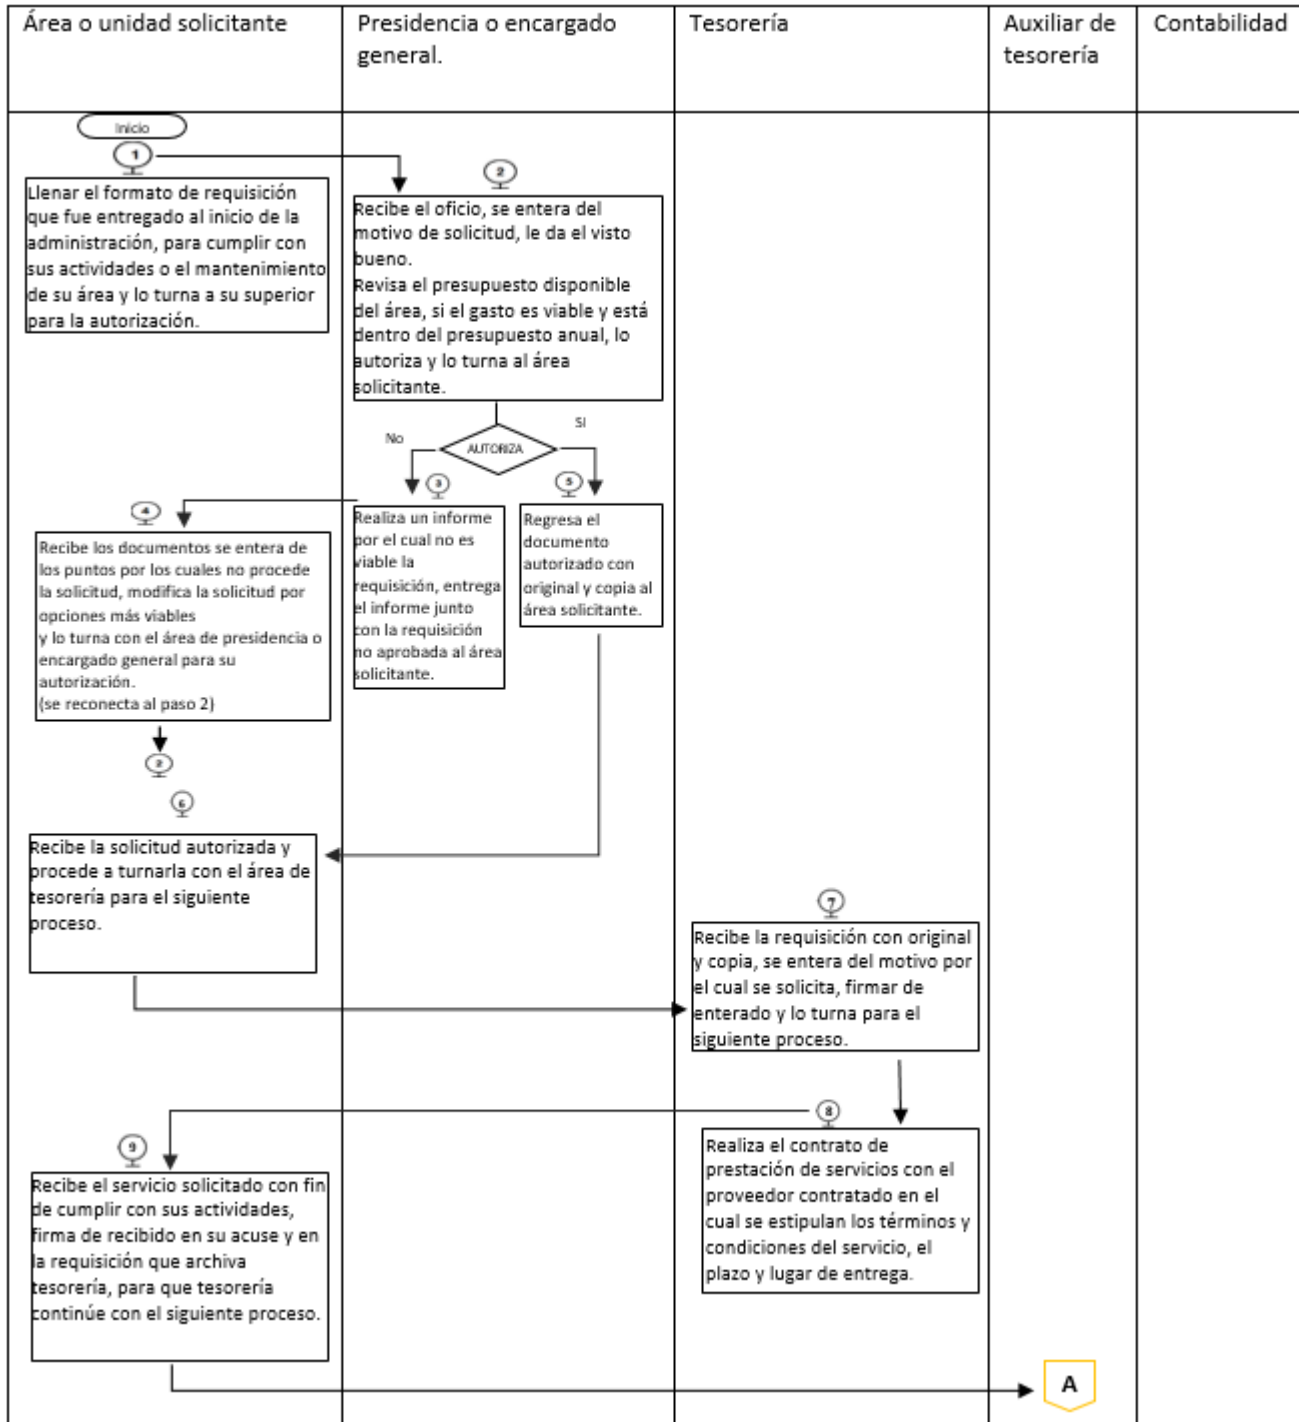 Área o unidad solicitante
Presidencia o encargado
general.
Tesorería
Auxiliar de
tesorería
Contabilidad
Inicio
1
Llenar el formato de requisición
que fue entregado al inicio de la
administración, para cumplir con
sus actividades o el mantenimiento
de su área y lo turna a su superior
para la autorización.
2
Recibe el oficio, se entera del
motivo de solicitud, le da el visto
bueno.
Revisa el presupuesto disponible
del área, si el gasto es viable y está
dentro del presupuesto anual, lo
autoriza y lo turna al área
solicitante.
No
AUTORIZA
SI
3
Realiza un informe
por el cual no es
viable la
requisición, entrega
el informe junto
con la requisición
no aprobada al área
solicitante.
5
Regresa el
documento
autorizado con
original y copia al
área solicitante.
4
Recibe los documentos se entera de
los puntos por los cuales no procede
la solicitud, modifica la solicitud por
opciones más viables
y lo turna con el área de presidencia o
encargado general para su
autorización.
(se reconecta al paso 2)
2
6
Recibe la solicitud autorizada y
procede a turnarla con el área de
tesorería para el siguiente
proceso.
7
Recibe la requisición con original
y copia, se entera del motivo por
el cual se solicita, firmar de
enterado y lo turna para el
siguiente proceso.
8
Realiza el contrato de
prestación de servicios con el
proveedor contratado en el
cual se estipulan los términos y
condiciones del servicio, el
plazo y lugar de entrega.
9
Recibe el servicio solicitado con fin
de cumplir con sus actividades,
firma de recibido en su acuse y en
la requisición que archiva
tesorería, para que tesorería
continúe con el siguiente proceso.
A